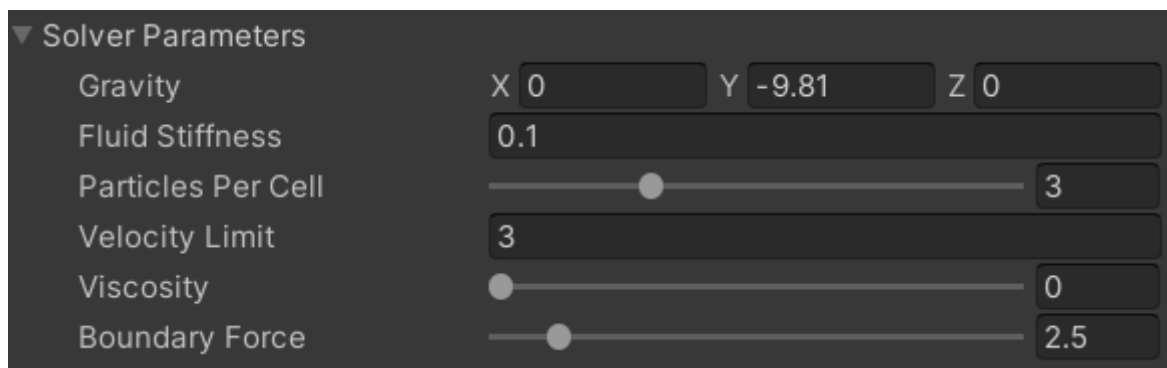 Solver Parameters
Gravity X 0 Y -9.81 Z 0
Fluid Stiffness 0.1
Particles Per Cell 3
Velocity Limit 3
Viscosity 0
Boundary Force 2.5